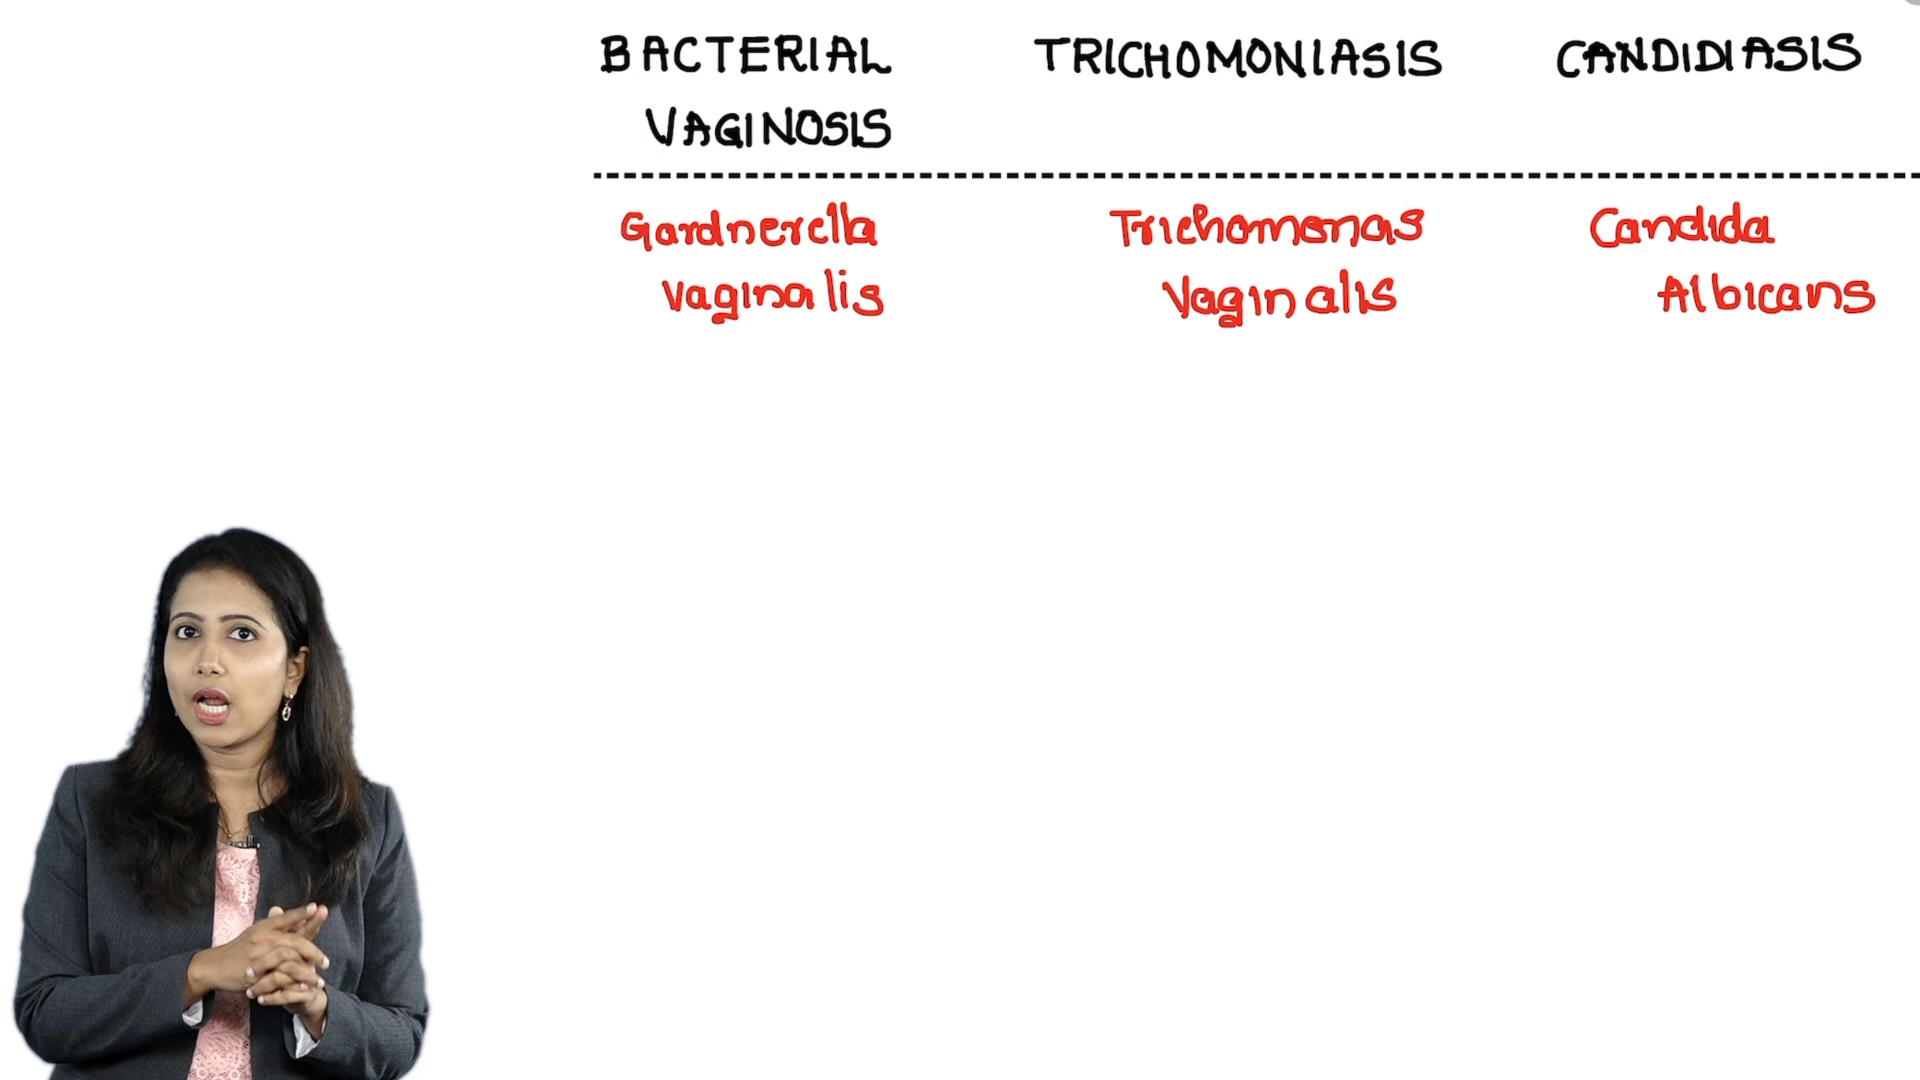 BACTERIAL VAGINOSIS
TRICHOMONIASIS
CANDIDIASIS
Gardnerella Vaginalis
Trichomonas Vaginalis
Candida Albicans